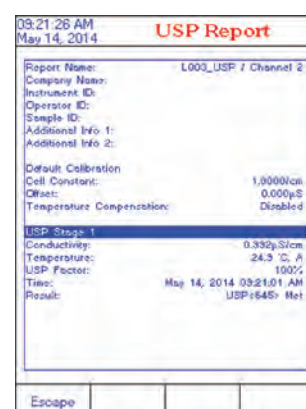 09:21:26 AM
May 14, 2014
USP Report
Report Name: L003_USP / Channel 2
Company Name:
Instrument ID:
Operator ID:
Sample ID:
Additional Info 1:
Additional Info 2:
Default Calibration
Cell Constant: 1.0000/cm
Offset: 0.000µS
Temperature Compensation: Disabled
USP Stage 1
Conductivity: 0.332µS/cm
Temperature: 24.9 °C, A
USP Factor: 100%
Time: May 14, 2014 09:21:01 AM
Result: USP<645> Met
Escape